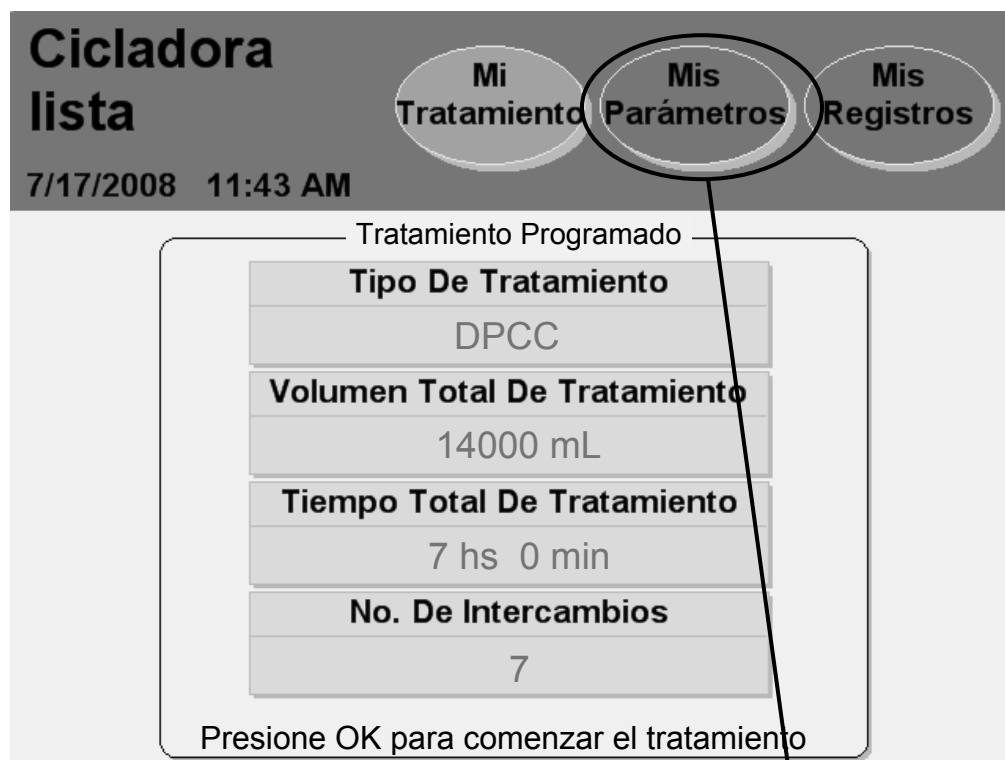 Cicladora
lista
7/17/2008 11:43 AM
Mi
Tratamiento
Mis
Parámetros
Mis
Registros
Tratamiento Programado
Tipo De Tratamiento
DPCC
Volumen Total De Tratamiento
14000 mL
Tiempo Total De Tratamiento
7 hs 0 min
No. De Intercambios
7
Presione OK para comenzar el tratamiento